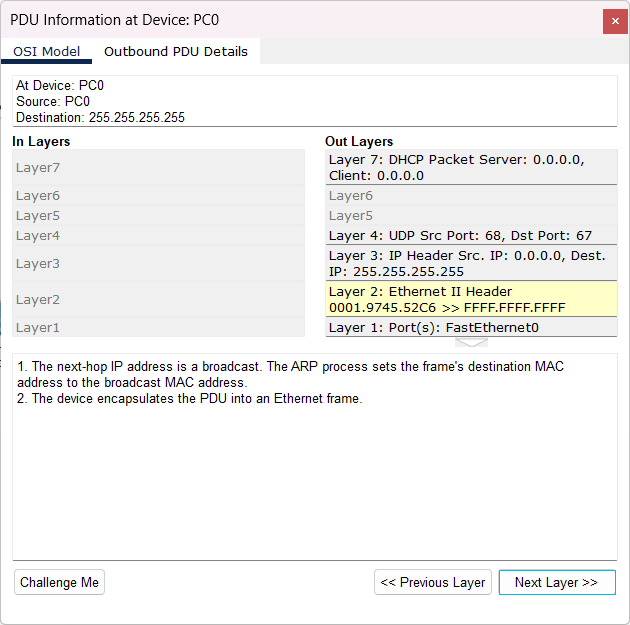 PDU Information at Device: PC0
OSI Model
Outbound PDU Details
At Device: PC0
Source: PC0
Destination: 255.255.255.255
In Layers
Layer7
Layer6
Layer5
Layer4
Layer3
Layer2
Layer1
Out Layers
Layer 7: DHCP Packet Server: 0.0.0.0,
Client: 0.0.0.0
Layer6
Layer5
Layer 4: UDP Src Port: 68, Dst Port: 67
Layer 3: IP Header Src. IP: 0.0.0.0, Dest.
IP: 255.255.255.255
Layer 2: Ethernet II Header
0001.9745.52C6 >> FFFF.FFFF.FFFF
Layer 1: Port(s): FastEthernet0
1. The next-hop IP address is a broadcast. The ARP process sets the frame's destination MAC
address to the broadcast MAC address.
2. The device encapsulates the PDU into an Ethernet frame.
Challenge Me
<< Previous Layer
Next Layer >>